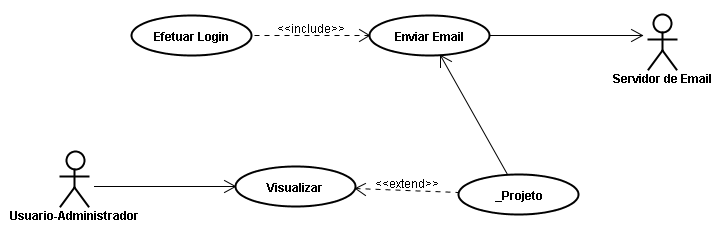 Efetuar Login
<<include>>
Enviar Email
Servidor de Email
Usuario-Administrador
Visualizar
<<extend>>
_Projeto